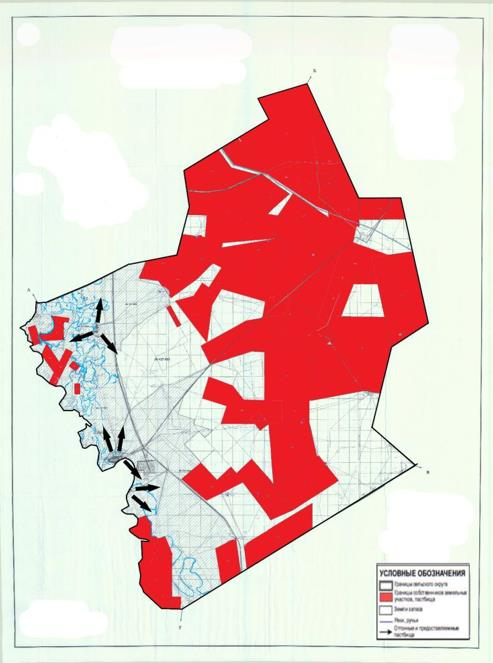 Б
А
В
Г
УСЛОВНЫЕ ОБОЗНАЧЕНИЯ
Границы сельского округа
Границы собственников земельных
участков, пастбища
Земли запаса
Реки, ручьи
Отгонные и предоставляемые
пастбища